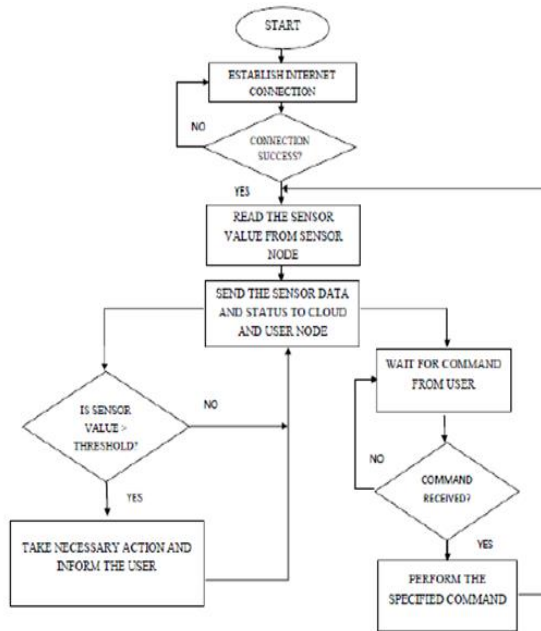 START
ESTABLISH INTERNET
CONNECTION
NO
CONNECTION
SUCCESS?
YES
READ THE SENSOR
VALUE FROM SENSOR
NODE
SEND THE SENSOR DATA
AND STATUS TO CLOUD
AND USER NODE
WAIT FOR COMMAND
FROM USER
IS SENSOR
VALUE >
THRESHOLD?
NO
YES
TAKE NECESSARY ACTION AND
INFORM THE USER
NO
COMMAND
RECEIVED?
YES
PERFORM THE
SPECIFIED COMMAND